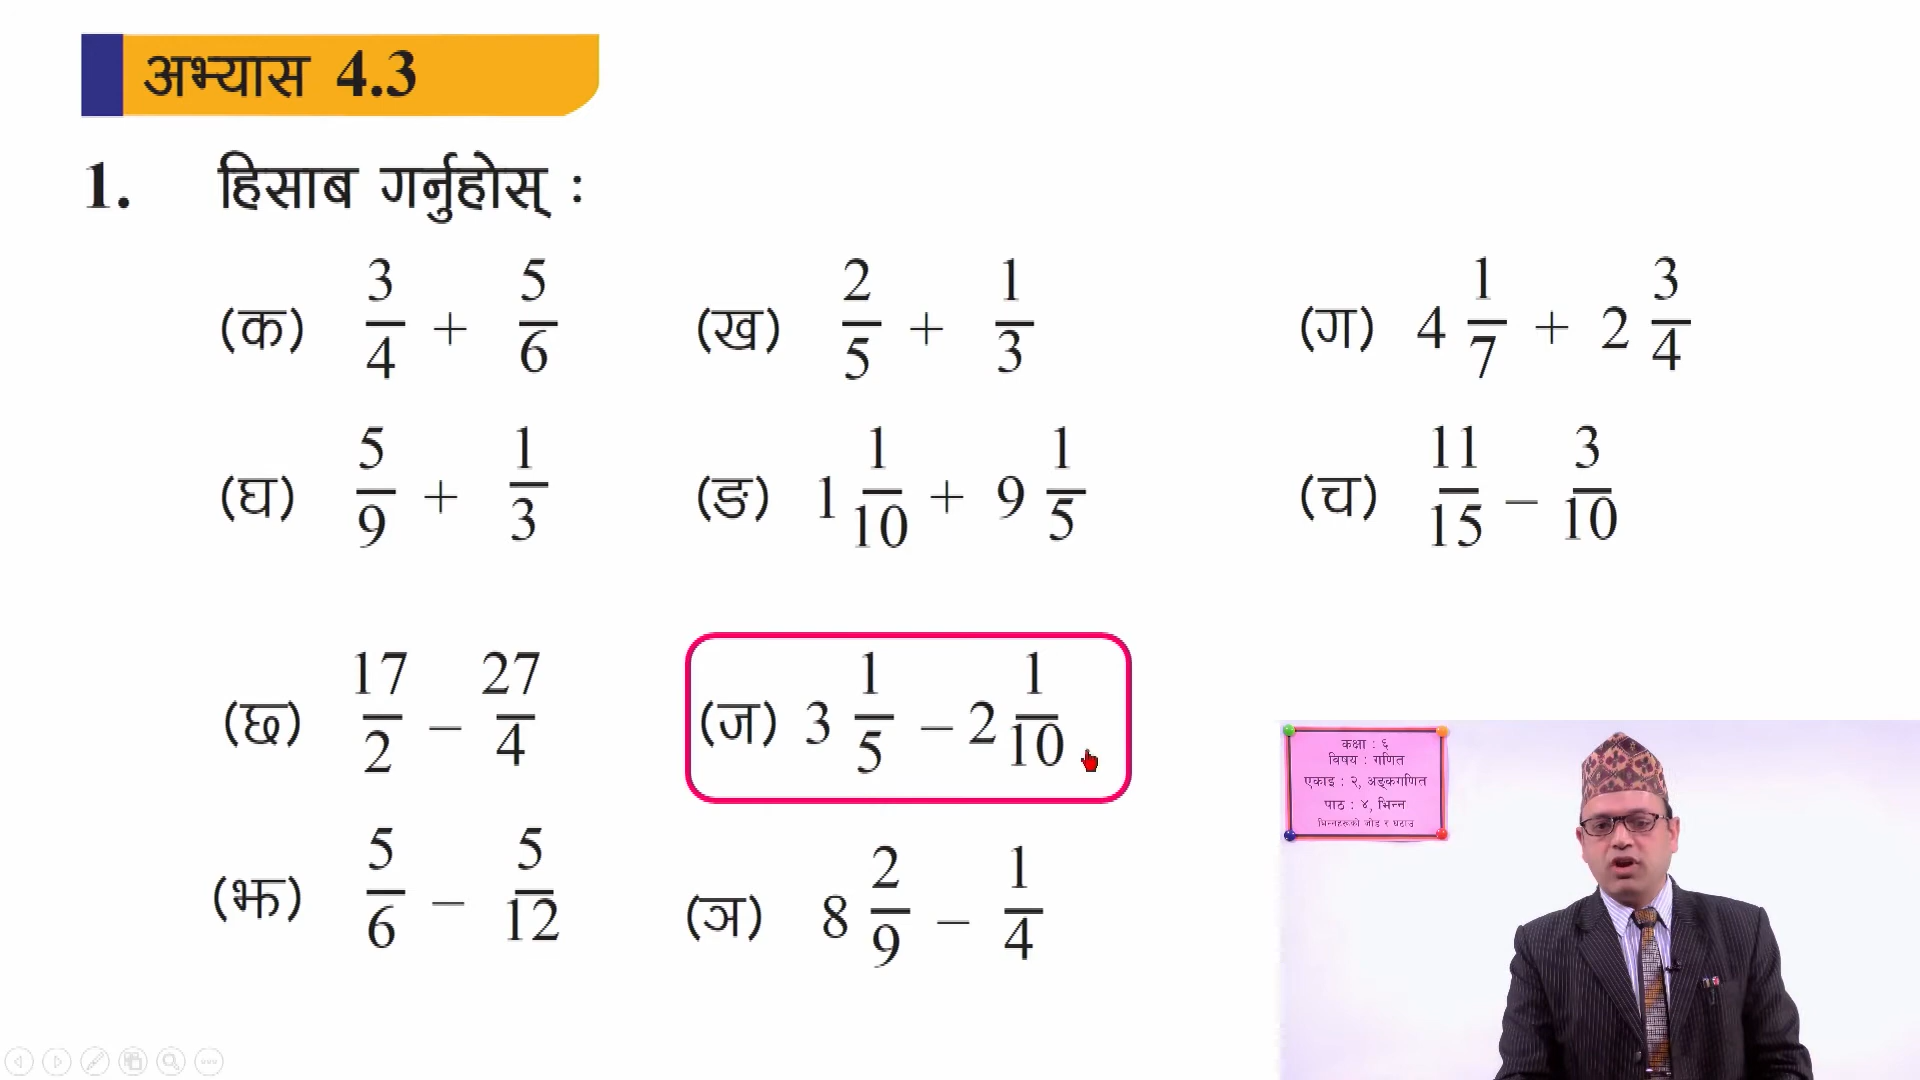 अभ्यास 4.3
1. हिसाब गर्नुहोस् :
(क) 3/4 + 5/6 (ख) 2/5 + 1/3 (ग) 4 1/7 + 2 3/4
(घ) 5/9 + 1/3 (ङ) 1 1/10 + 9 1/5 (च) 11/15 − 3/10
(छ) 17/2 − 27/4 (ज) 3 1/5 − 2 1/10
(झ) 5/6 − 5/12 (ञ) 8 2/9 − 1/4
कक्षा : ६
विषय : गणित
एकाइ : २, अङ्कगणित
पाठ : ४, भिन्न
भिन्नहरूको जोड र घटाउ